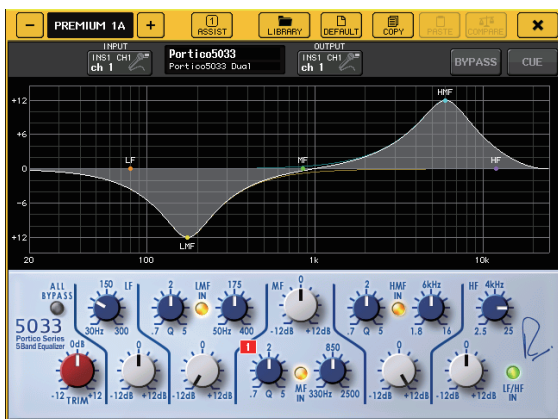 PREMIUM 1A
1
ASSIST
LIBRARY
DEFAULT
COPY
PASTE
COMPARE
INPUT
INS1 CH1
ch 1
Portico5033
Portico5033 Dual
OUTPUT
INS1 CH1
ch 1
BYPASS
CUE
+12
+6
0
-6
+12
LF
LMF
MF
HMF
HF
20
100
1k
10k
ALL
BYPASS
150
LF
30Hz
300
2
LMF
IN
.7 Q 5
175
50Hz
400
MF
0
-12dB
+12dB
2
HMF
IN
.7 Q 5
6kHz
1.8
16
HF
4kHz
2.5
25
5033
Portico Series
5Band Equalizer
0dB
-12
+12
TRIM
0
-12dB
+12dB
0
-12dB
+12dB
1
2
.7 Q 5
MF
IN
850
330Hz
2500
0
-12dB
+12dB
0
-12dB
+12dB
LF/HF
IN